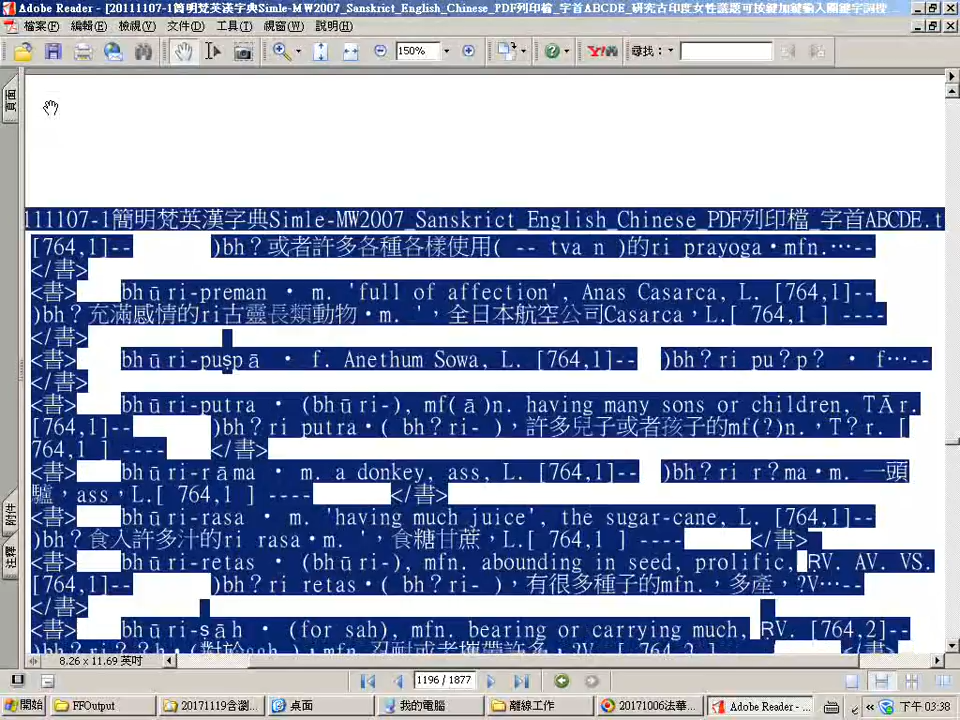 Adobe Reader - [20111107-1簡明梵英漢字典Simle-MW2007_Sanskrict_English_Chinese_PDF列印檔_字首ABCDE_研究古印度女性議題可按鍵加鍵輸入關鍵字詞搜
檔案(F) 編輯(E) 檢視(V) 文件(D) 工具(T) 視窗(W) 說明(H)
150% Y! 尋找:
頁面
111107-1簡明梵英漢字典Simle-MW2007_Sanskrict_English_Chinese_PDF列印檔_字首ABCDE.t
[764,1]-- )bh?或者許多各種各樣使用( -- tva n )的ri prayoga‧mfn.…--
</書>
<書> bhūri-preman ‧ m. 'full of affection', Anas Casarca, L. [764,1]--
)bh?充滿感情的ri古靈長類動物‧m. ',全日本航空公司Casarca,L.[ 764,1 ] ----
</書>
<書> bhūri-puṣpā ‧ f. Anethum Sowa, L. [764,1]-- )bh?ri pu?p? ‧ f…--
</書>
<書> bhūri-putra ‧ (bhūri-), mf(ā)n. having many sons or children, TĀr.
[764,1]-- )bh?ri putra‧( bh?ri- ),許多兒子或者孩子的mf(?)n.,T?r. [
764,1 ] ---- </書>
<書> bhūri-rāma ‧ m. a donkey, ass, L. [764,1]-- )bh?ri r?ma‧m. 一頭
驢,ass,L.[ 764,1 ] ---- </書>
<書> bhūri-rasa ‧ m. 'having much juice', the sugar-cane, L. [764,1]--
)bh?食入許多汁的ri rasa‧m. ',食糖甘蔗,L.[ 764,1 ] ---- </書>
<書> bhūri-retas ‧ (bhūri-), mfn. abounding in seed, prolific, RV. AV. VS.
[764,1]-- )bh?ri retas‧( bh?ri- ),有很多種子的mfn.,多產,?V…--
</書>
<書> bhūri-sāh ‧ (for sah), mfn. bearing or carrying much, RV. [764,2]--
附件
注釋
8.26 x 11.69 英吋
1196 / 1877
開始 FFOutput 20171119含瀏... 桌面 我的電腦 離線工作 20171006法華... Adobe Reader - [... 下午 03:38